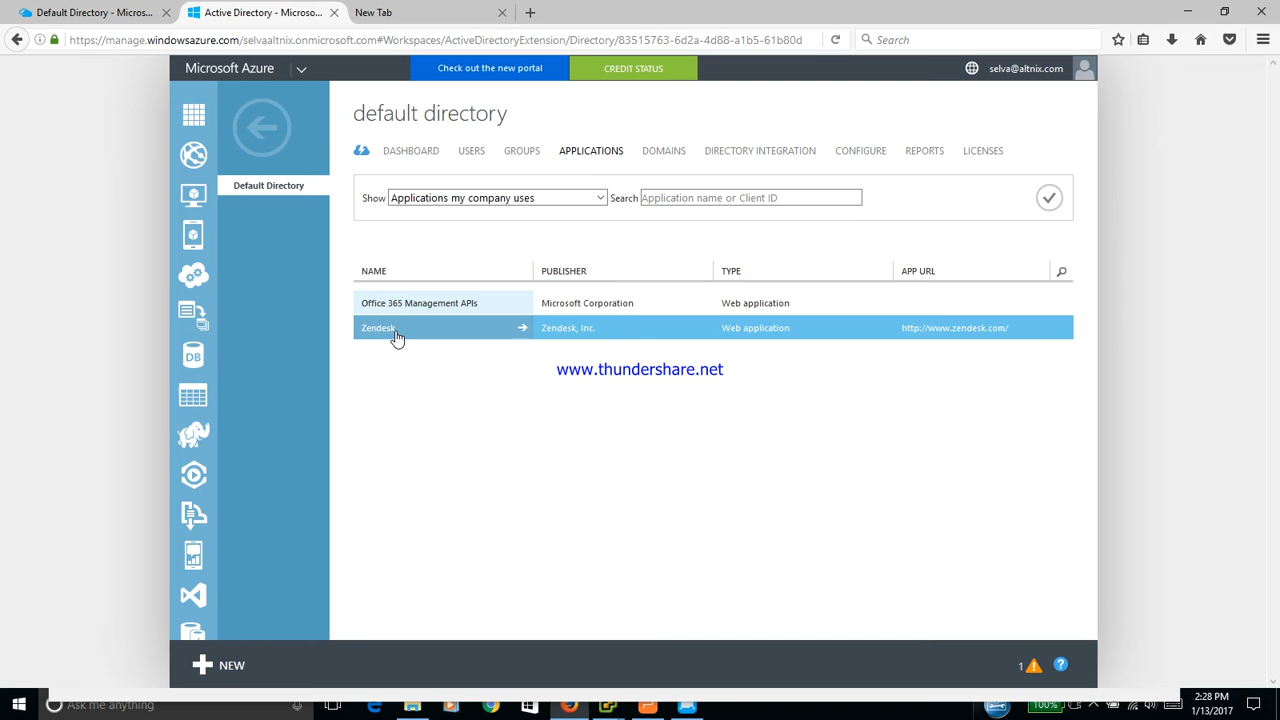 Default Directory - Micros...
Active Directory - Microso...
New Tab
https://manage.windowsazure.com/selvaaltnix.onmicrosoft.com#Workspaces/ActiveDirectoryExtension/Directory/83515763-6d2a-4d88-a1b5-61b80d
Search
Microsoft Azure
Check out the new portal
CREDIT STATUS
selva@altnix.com
default directory
DASHBOARD USERS GROUPS APPLICATIONS DOMAINS DIRECTORY INTEGRATION CONFIGURE REPORTS LICENSES
Default Directory
Show Applications my company uses Search Application name or Client ID
NAME PUBLISHER TYPE APP URL
Office 365 Management APIs Microsoft Corporation Web application
Zendesk Zendesk, Inc. Web application http://www.zendesk.com/
www.thundershare.net
DB
NEW
1
?
Ask me anything
100%
2:28 PM
1/13/2017